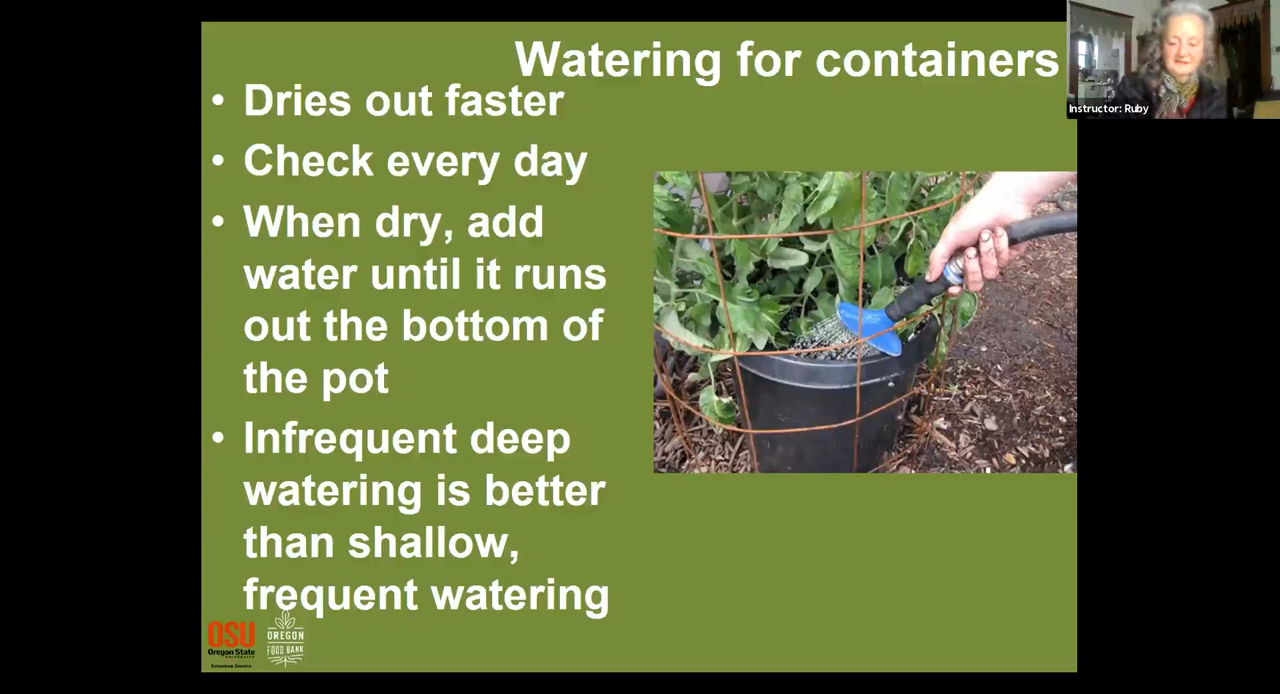 Watering for containers
• Dries out faster
• Check every day
• When dry, add
water until it runs
out the bottom of
the pot
• Infrequent deep
watering is better
than shallow,
frequent watering
OSU
Oregon State
UNIVERSITY
Extension Service
OREGON
FOOD BANK
Instructor: Ruby